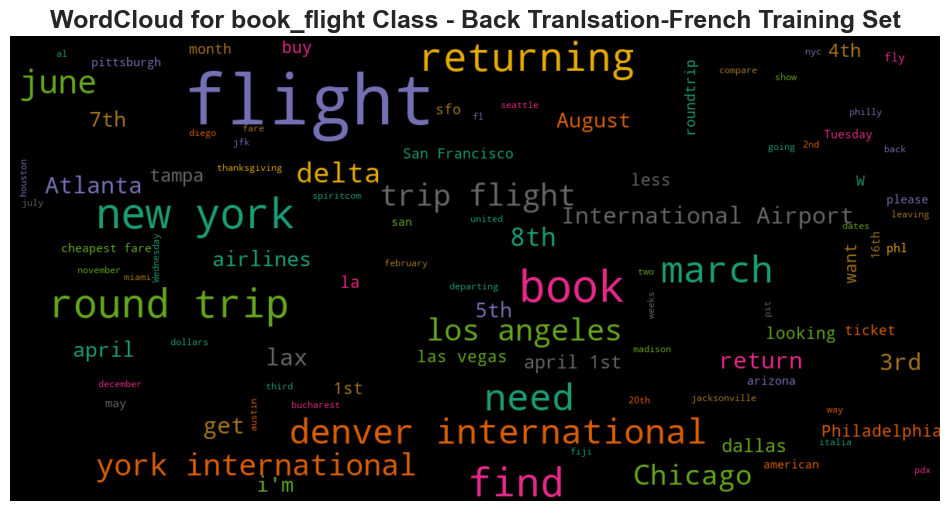 WordCloud for book_flight Class - Back Tranlsation-French Training Set
al
month
buy
returning
nyc
4th
pittsburgh
fly
june
flight
roundtrip
compare
show
7th
sfo
fl
seattle
August
philly
diego
fare
jfk
Tuesday
going
2nd
back
San Francisco
houston
Atlanta
tampa
thanksgiving
delta
less
W
july
spiritcom
trip flight
please
new york
san
united
International Airport
leaving
dates
8th
cheapest fare
Wednesday
airlines
want
16th
phl
november
miami
february
la
book
two
march
departing
round trip
5th
weeks
pit
los angeles
looking
ticket
april
dollars
lax
las vegas
april 1st
madison
return
3rd
december
third
1st
arizona
may
austin
bucharest
need
20th
jacksonville
way
get
denver international
Philadelphia
italia
dallas
fiji
york international
american
pdx
i'm
find
Chicago